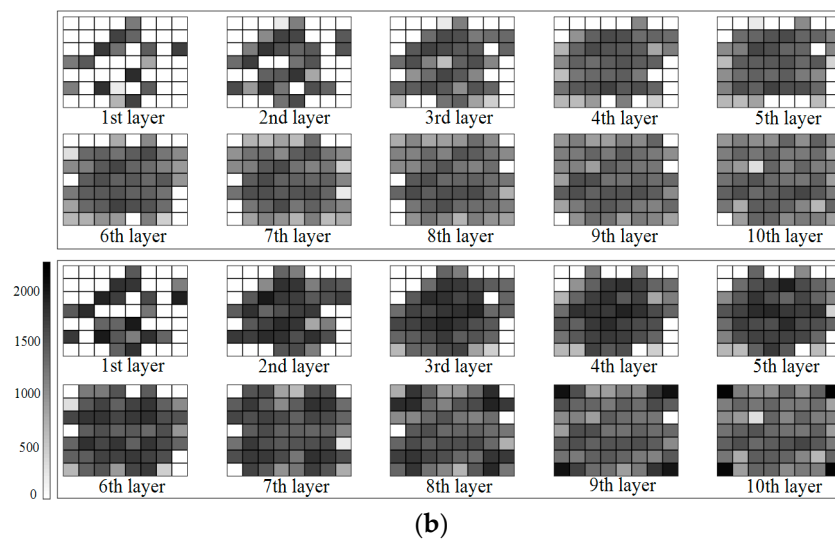 1st layer 2nd layer 3rd layer 4th layer 5th layer
6th layer 7th layer 8th layer 9th layer 10th layer
2000
1500
1000
500
0
1st layer 2nd layer 3rd layer 4th layer 5th layer
6th layer 7th layer 8th layer 9th layer 10th layer
(b)